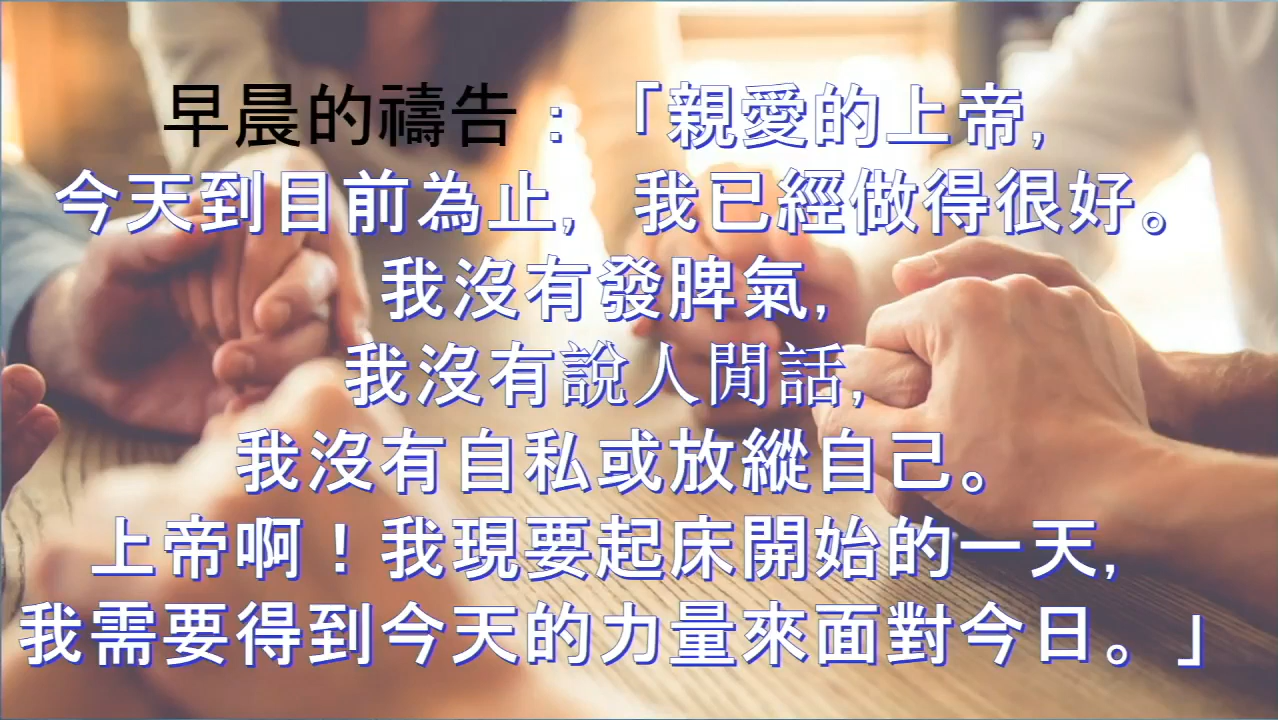 早晨的禱告：「親愛的上帝,
今天到目前為止, 我已經做得很好。
我沒有發脾氣,
我沒有說人閒話,
我沒有自私或放縱自己。
上帝啊！我現要起床開始的一天,
我需要得到今天的力量來面對今日。」